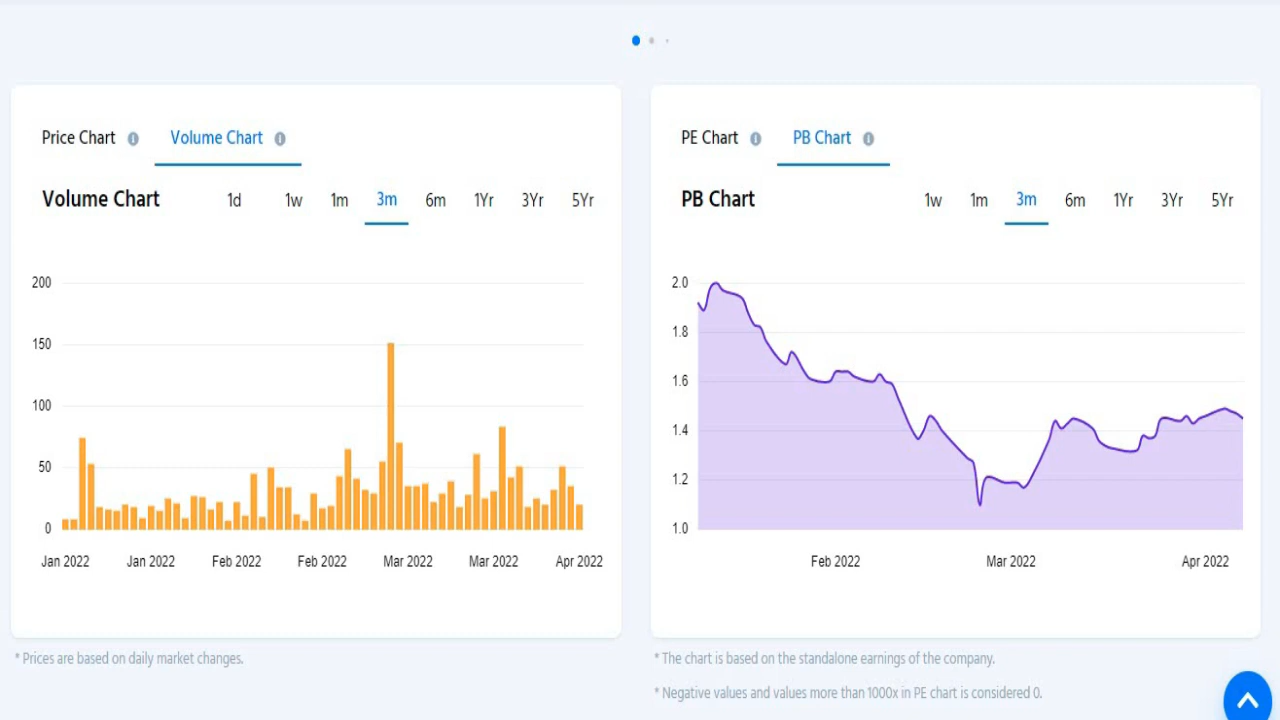 Price Chart
Volume Chart
Volume Chart
1d 1w 1m 3m 6m 1Yr 3Yr 5Yr
200
150
100
50
0
Jan 2022 Jan 2022 Feb 2022 Feb 2022 Mar 2022 Mar 2022 Apr 2022
* Prices are based on daily market changes.
PE Chart
PB Chart
PB Chart
1w 1m 3m 6m 1Yr 3Yr 5Yr
2.0
1.8
1.6
1.4
1.2
1.0
Feb 2022 Mar 2022 Apr 2022
* The chart is based on the standalone earnings of the company.
* Negative values and values more than 1000x in PE chart is considered 0.